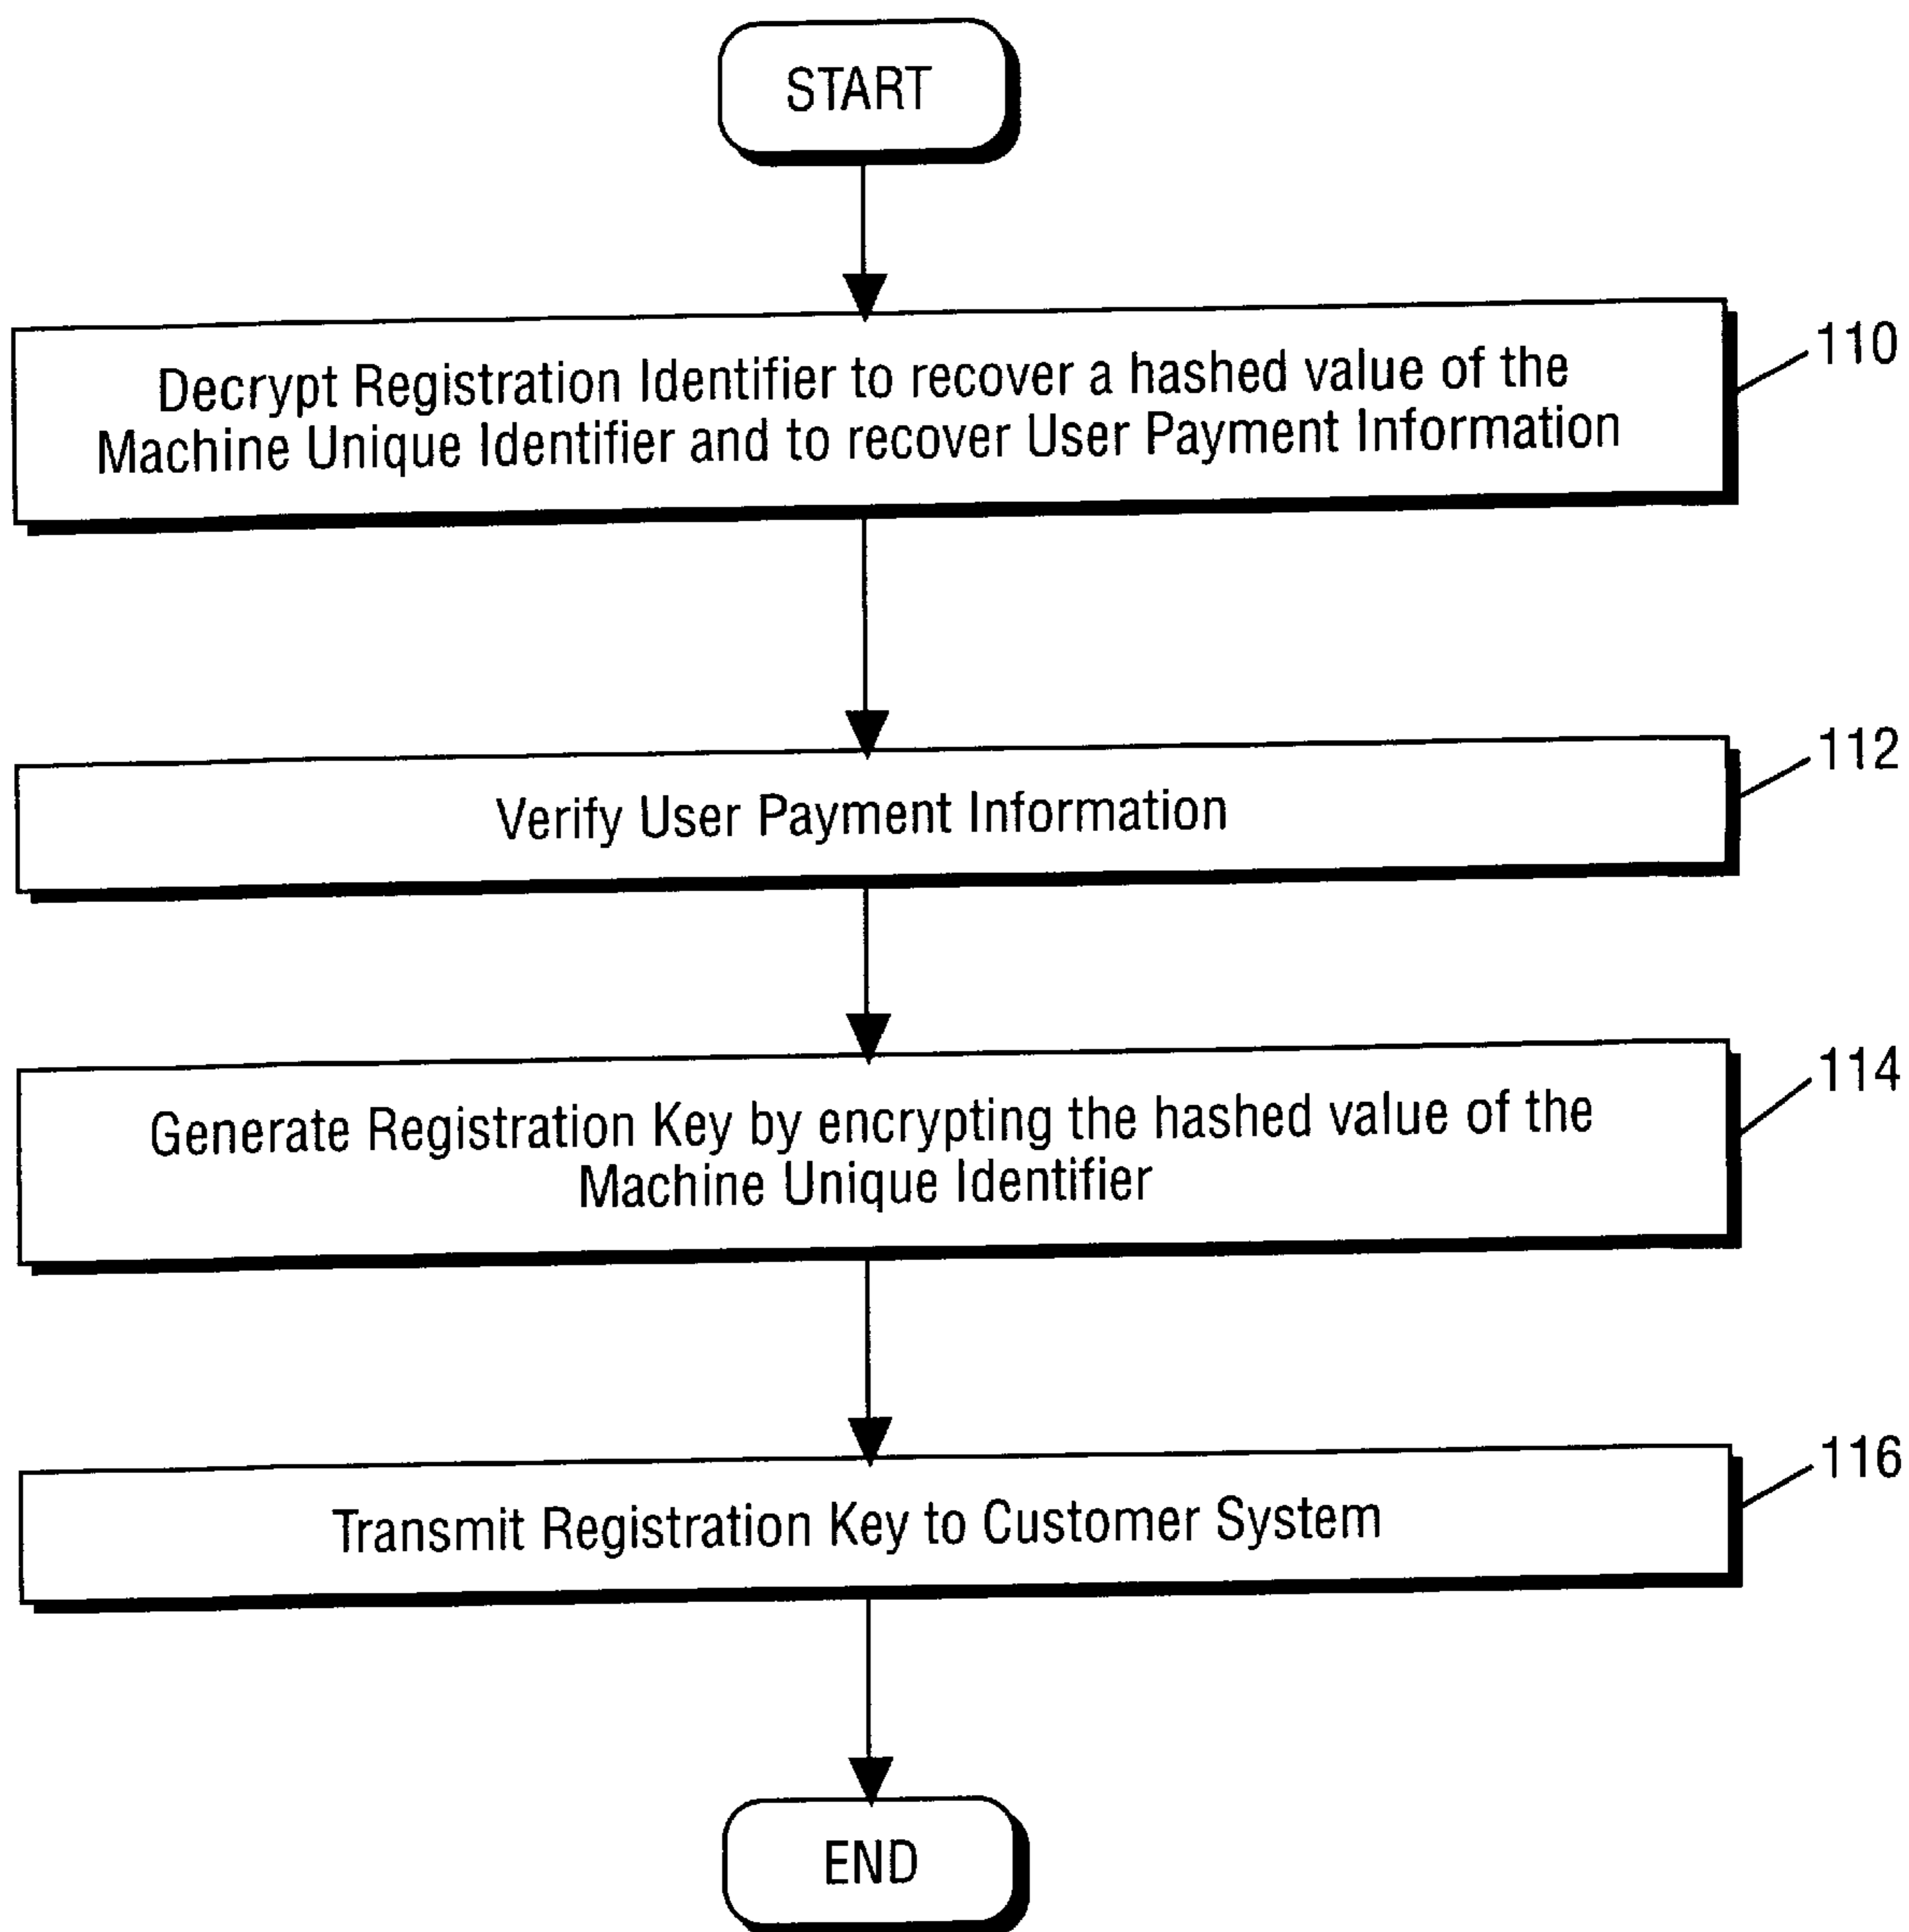 START
Decrypt Registration Identifier to recover a hashed value of the
Machine Unique Identifier and to recover User Payment Information
110
Verify User Payment Information
112
Generate Registration Key by encrypting the hashed value of the
Machine Unique Identifier
114
Transmit Registration Key to Customer System
116
END